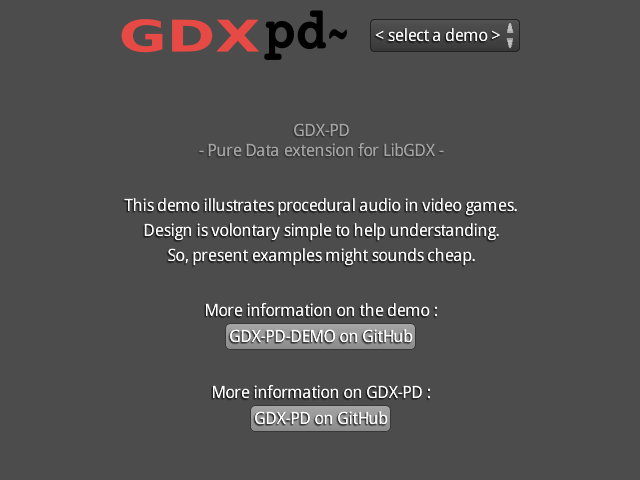 GDX pd~
< select a demo >
GDX-PD
- Pure Data extension for LibGDX -
This demo illustrates procedural audio in video games.
Design is volontary simple to help understanding.
So, present examples might sounds cheap.
More information on the demo :
GDX-PD-DEMO on GitHub
More information on GDX-PD :
GDX-PD on GitHub